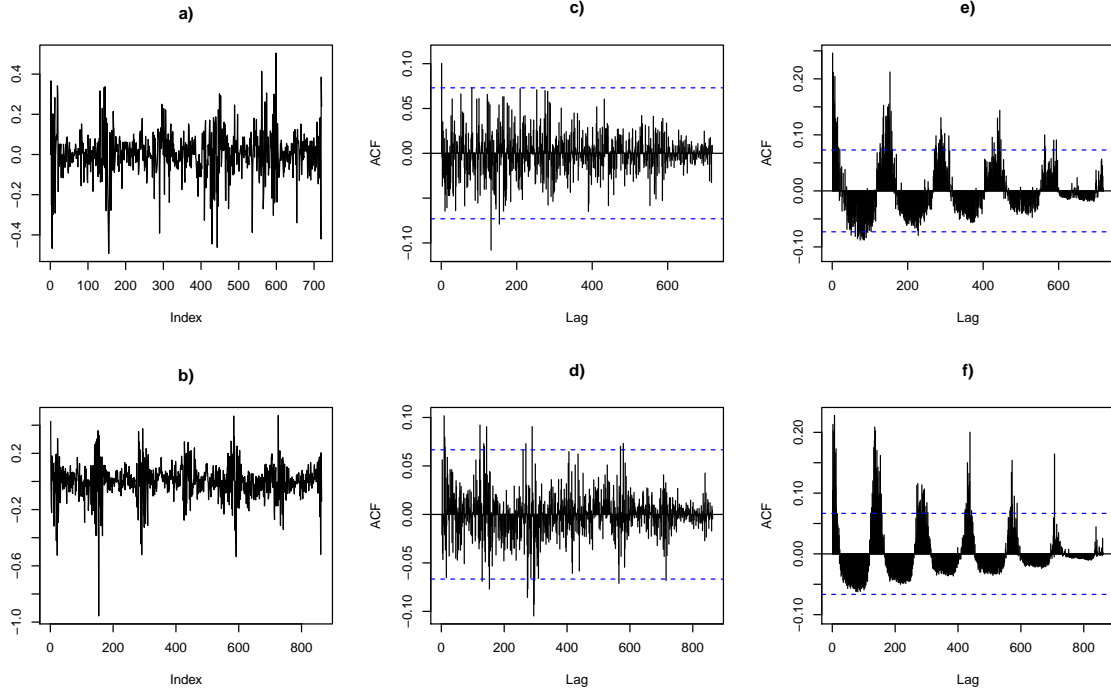 a)
0.4
0.2
0.0
−0.2
−0.4
0 100 200 300 400 500 600 700
Index
c)
ACF
0.10
0.05
0.00
−0.10
0 200 400 600
Lag
e)
ACF
0.20
0.10
0.00
−0.10
0 200 400 600
Lag
b)
0.2
−0.2
−0.6
−1.0
0 200 400 600 800
Index
d)
ACF
0.10
0.05
0.00
−0.05
−0.10
0 200 400 600 800
Lag
f)
ACF
0.20
0.10
0.00
−0.10
0 200 400 600 800
Lag